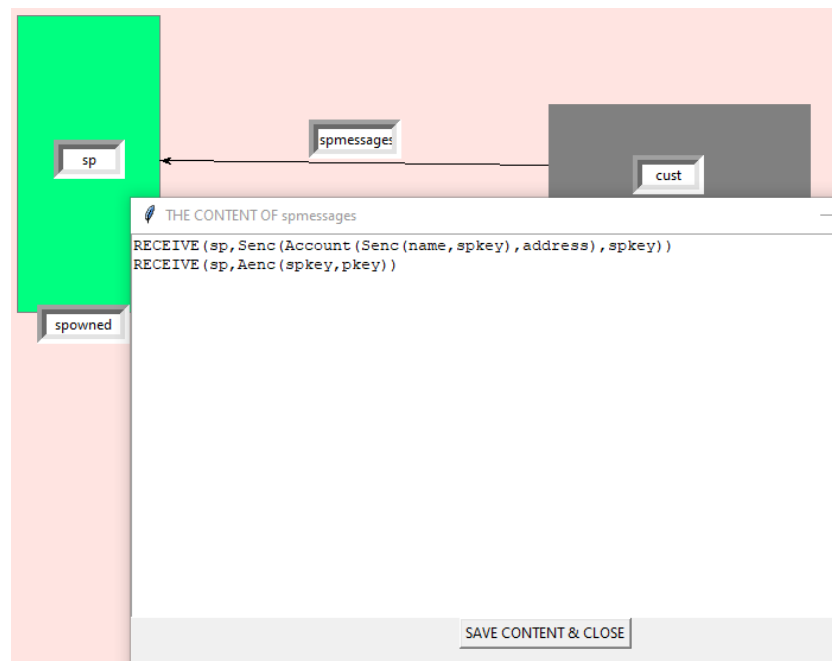 sp
spmessages
cust
THE CONTENT OF spmessages
RECEIVE(sp,Senc(Account(Senc(name,spkey),address),spkey))
RECEIVE(sp,Aenc(spkey,pkey))
spowned
SAVE CONTENT & CLOSE